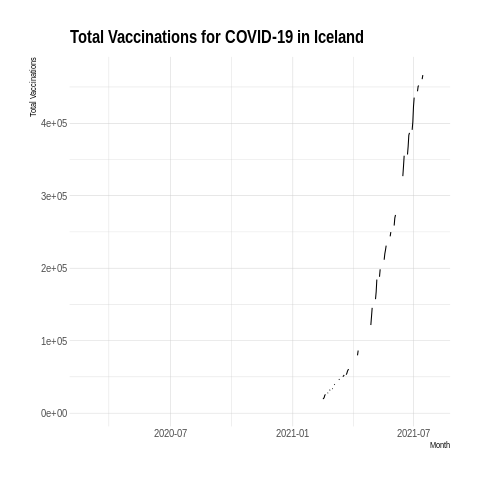 Total Vaccinations for COVID-19 in Iceland
Total Vaccinations
4e+05
3e+05
2e+05
1e+05
0e+00
2020-07
2021-01
2021-07
Month